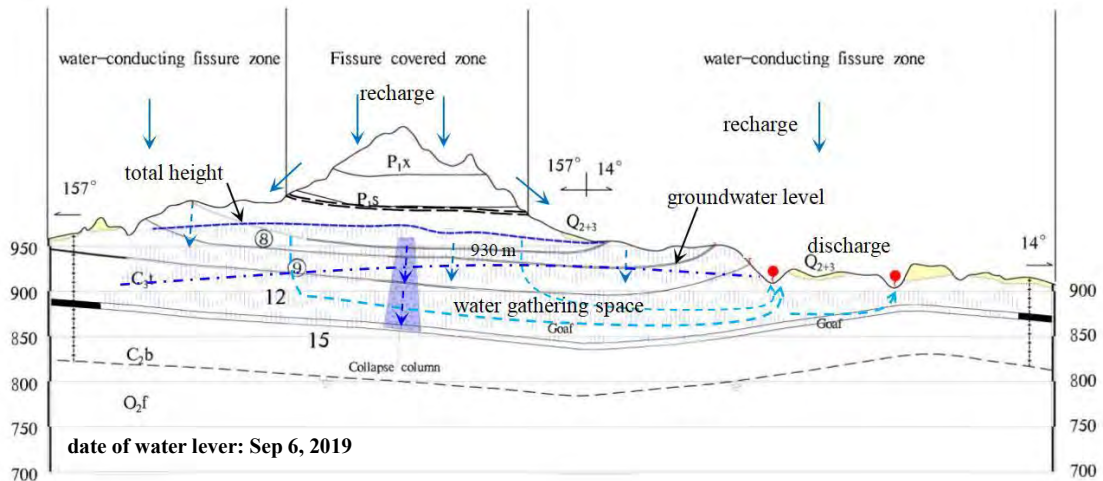 water-conducting fissure zone
Fissure covered zone
water-conducting fissure zone
recharge
recharge
P₁x
total height
157° 14°
157°
P₁s
groundwater level
Q₂₊₃
⑧
930 m
discharge
14°
950
Q₂₊₃
⑨
C₃t
900
12
water gathering space
900
Goaf
Goaf
850
15
850
C₂b
Collapse column
800
800
O₂f
750
date of water lever: Sep 6, 2019
750
700
700